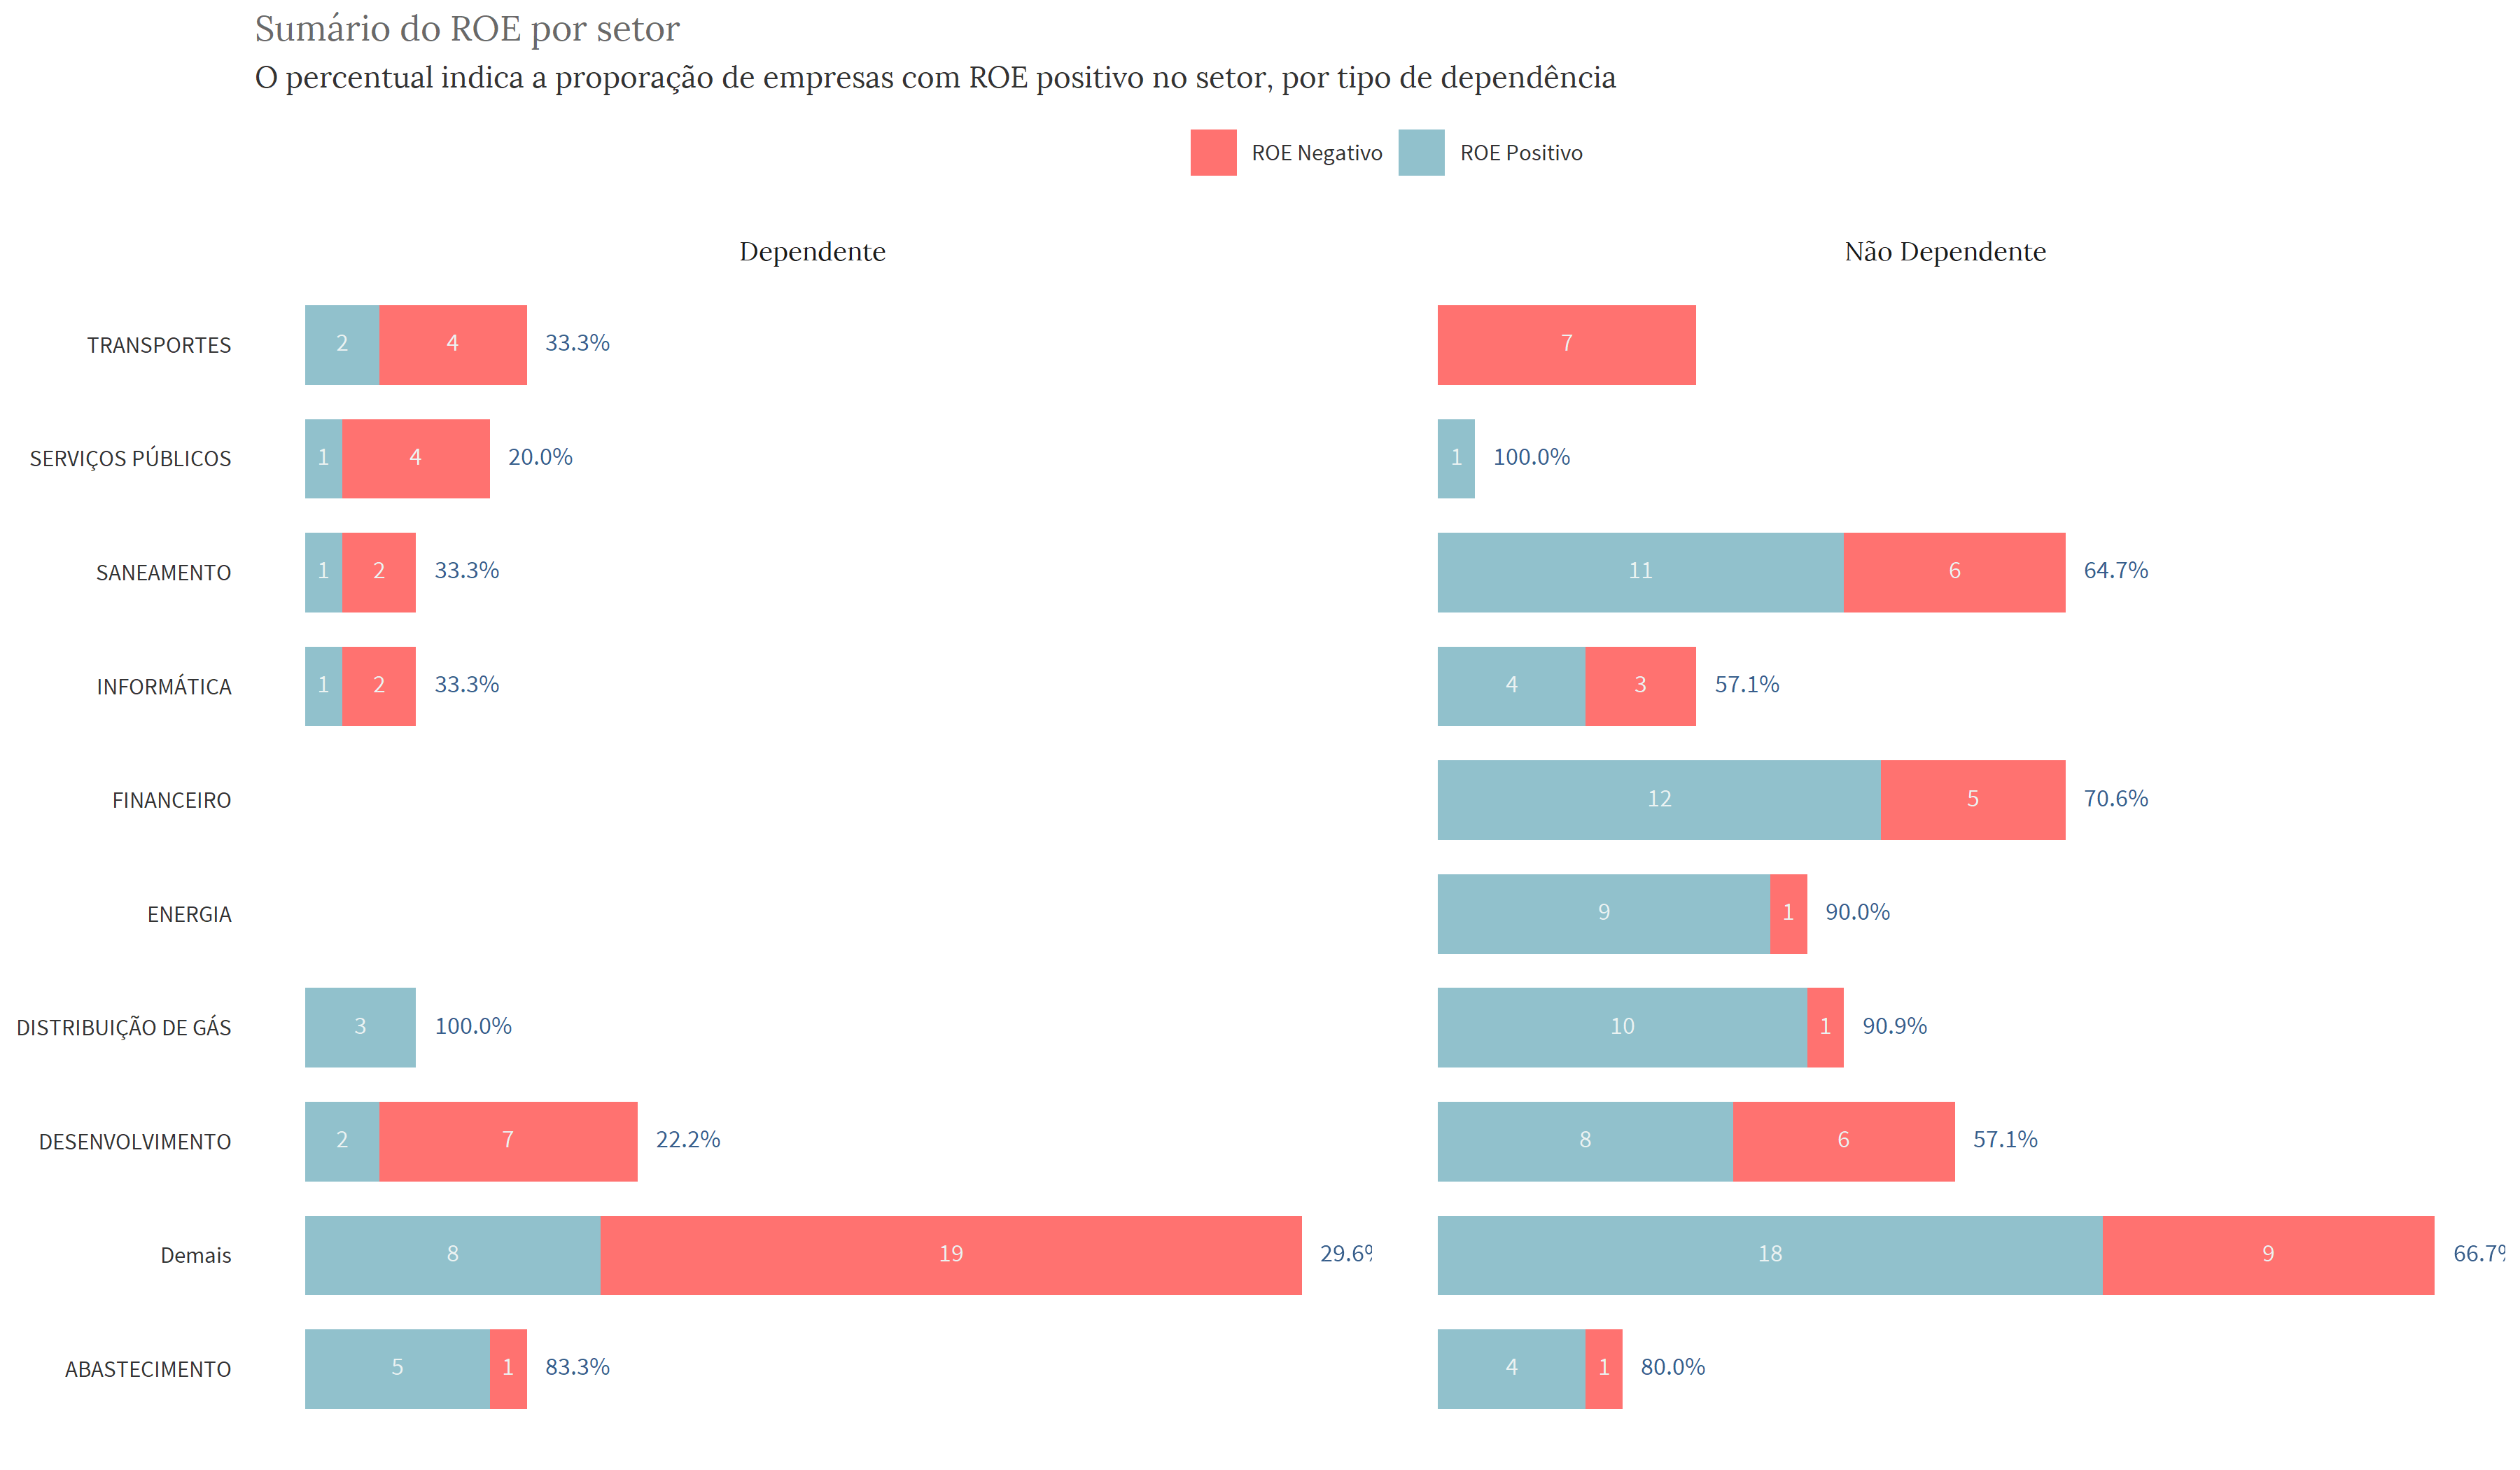 Sumário do ROE por setor
O percentual indica a proporação de empresas com ROE positivo no setor, por tipo de dependência
ROE Negativo ROE Positivo
Dependente Não Dependente
TRANSPORTES 2 4 33.3% 7
SERVIÇOS PÚBLICOS 1 4 20.0% 1 100.0%
SANEAMENTO 1 2 33.3% 11 6 64.7%
INFORMÁTICA 1 2 33.3% 4 3 57.1%
FINANCEIRO 12 5 70.6%
ENERGIA 9 1 90.0%
DISTRIBUIÇÃO DE GÁS 3 100.0% 10 1 90.9%
DESENVOLVIMENTO 2 7 22.2% 8 6 57.1%
Demais 8 19 29.6% 18 9 66.7%
ABASTECIMENTO 5 1 83.3% 4 1 80.0%